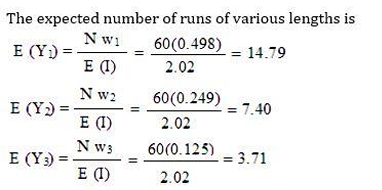 The expected number of runs of various lengths is
E (Y1) = N w1 / E (I) = 60(0.498) / 2.02 = 14.79
E (Y2) = N w2 / E (I) = 60(0.249) / 2.02 = 7.40
E (Y3) = N w3 / E (I) = 60(0.125) / 2.02 = 3.71